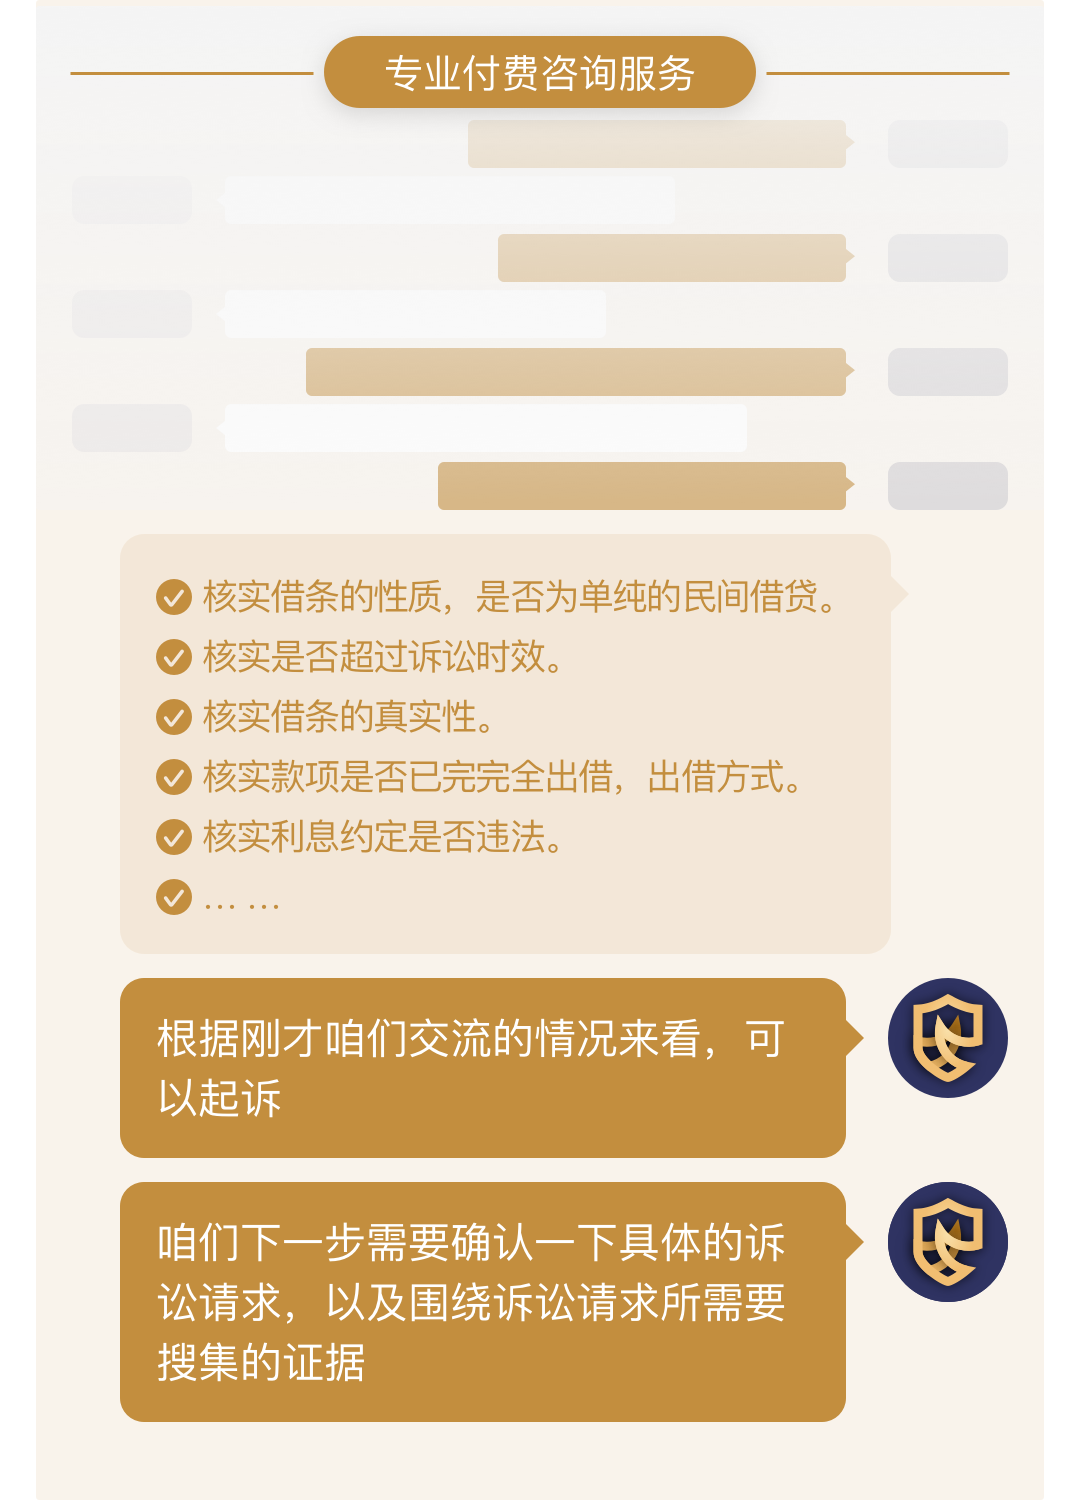 专业付费咨询服务
核实借条的性质，是否为单纯的民间借贷。
核实是否超过诉讼时效。
核实借条的真实性。
核实款项是否已完完全出借，出借方式。
核实利息约定是否违法。
... ...
根据刚才咱们交流的情况来看，可
以起诉
咱们下一步需要确认一下具体的诉
讼请求，以及围绕诉讼请求所需要
搜集的证据